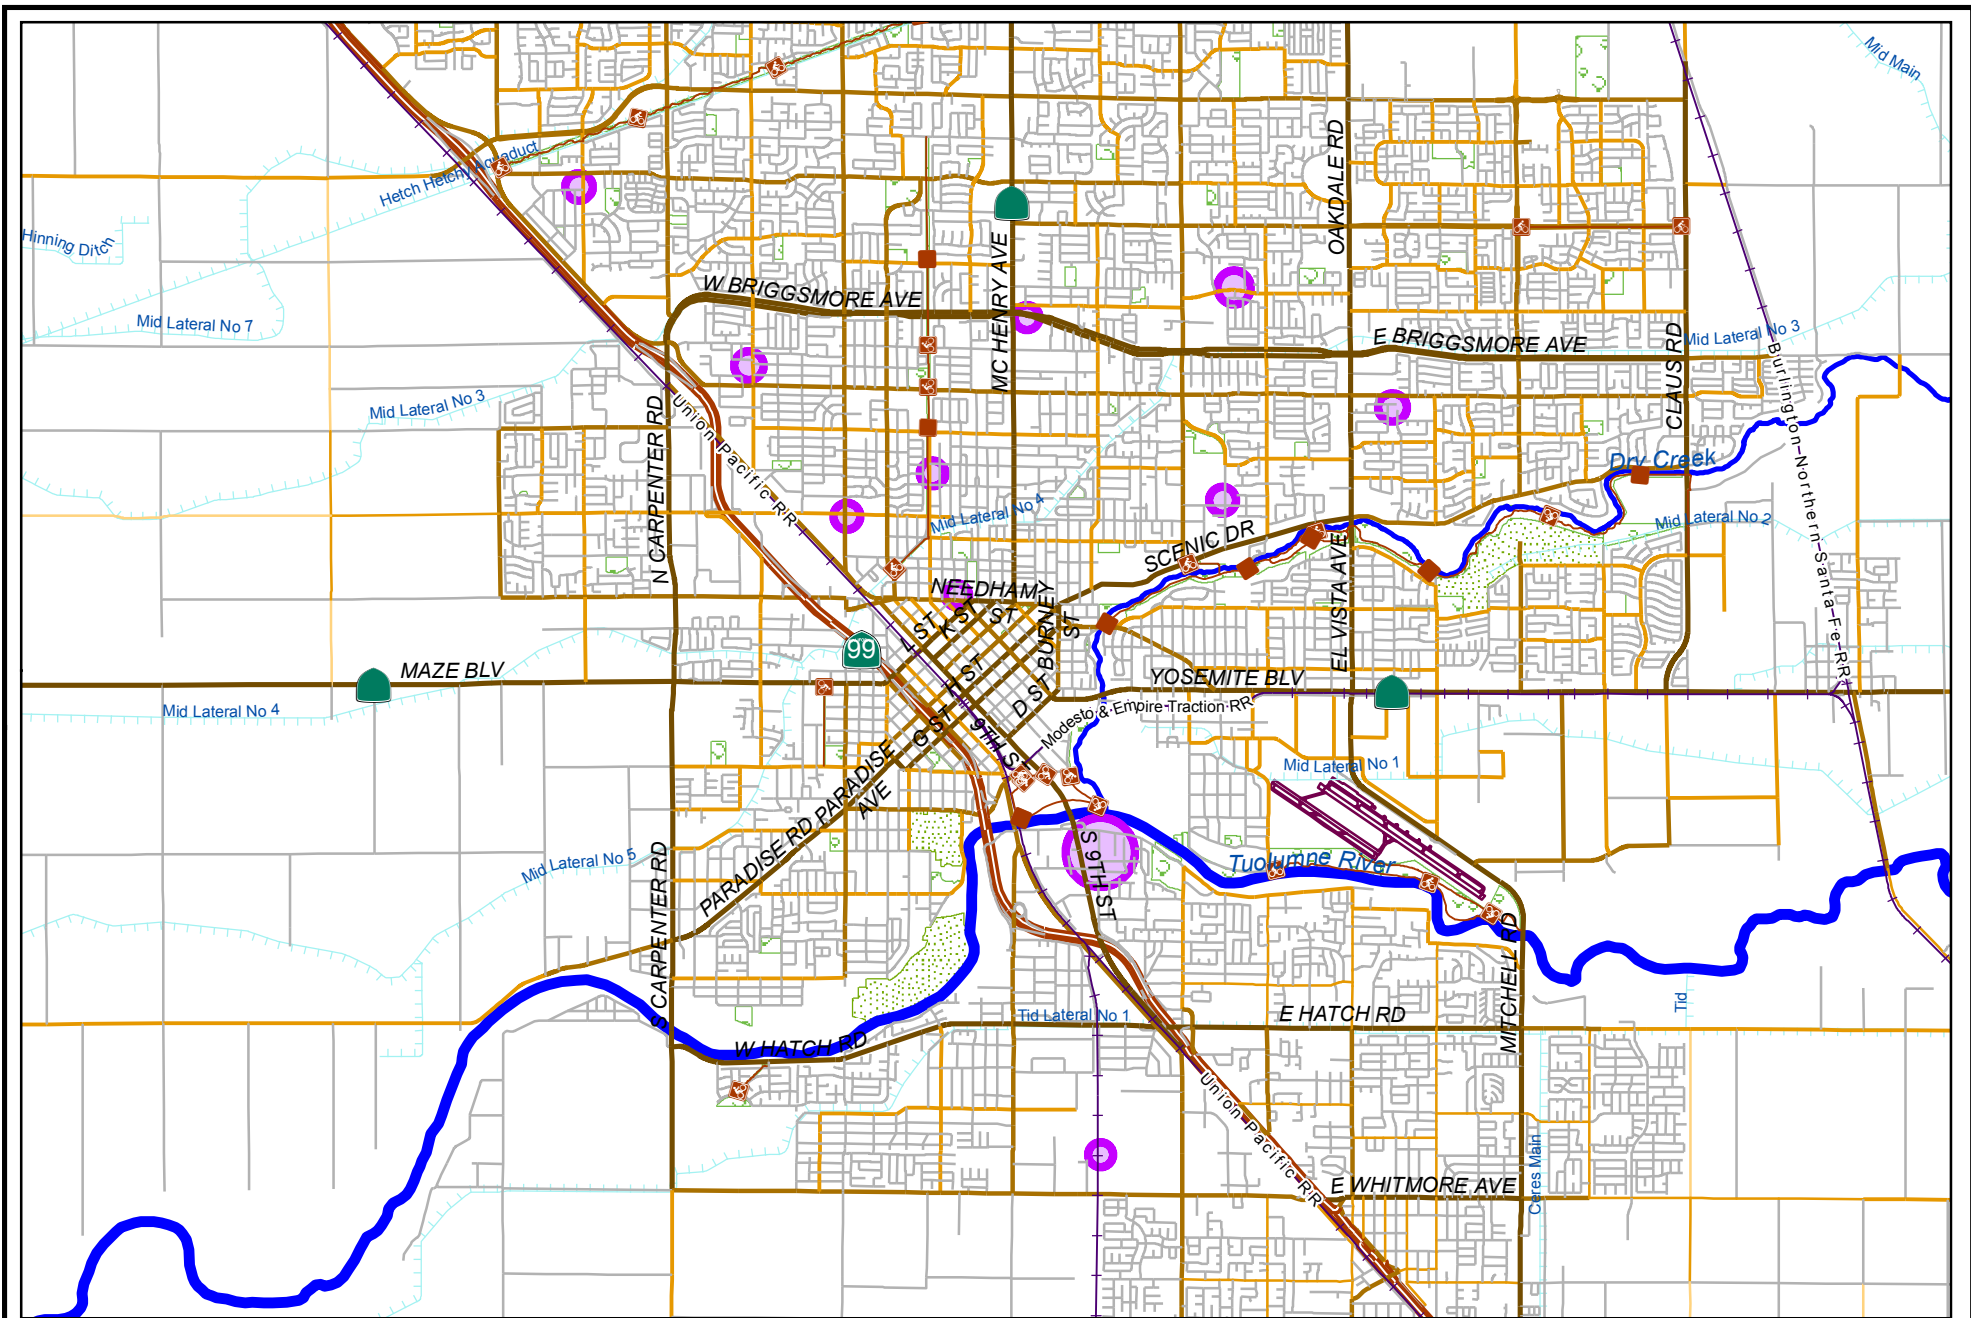 Mid Main
Hetch Hetchy Aquaduct
OAKDALE RD
Hinning Ditch
MC HENRY AVE
W BRIGGSMORE AVE
Mid Lateral No 7
E BRIGGSMORE AVE
CLAUS RD
Mid Lateral No 3
Burlington-Northern-Santa-Fe-RR
Mid Lateral No 3
N CARPENTER RD
Union Pacific RR
Dry Creek
Mid Lateral No 4
Mid Lateral No 2
SCENIC DR
EL VISTA AVE
NEEDHAM
ST
BURNEY
ST
K ST
ST
L
99
MAZE BLV
H ST
YOSEMITE BLV
D ST
Mid Lateral No 4
Modesto & Empire Traction RR
G ST
9TH ST
Mid Lateral No 1
PARADISE
AVE
PARADISE RD
Mid Lateral No 5
S 9TH ST
Tuolumne River
S CARPENTER RD
MITCHELL RD
Tid
Tid Lateral No 1
E HATCH RD
W HATCH RD
Union Pacific RR
Ceres Main
E WHITMORE AVE